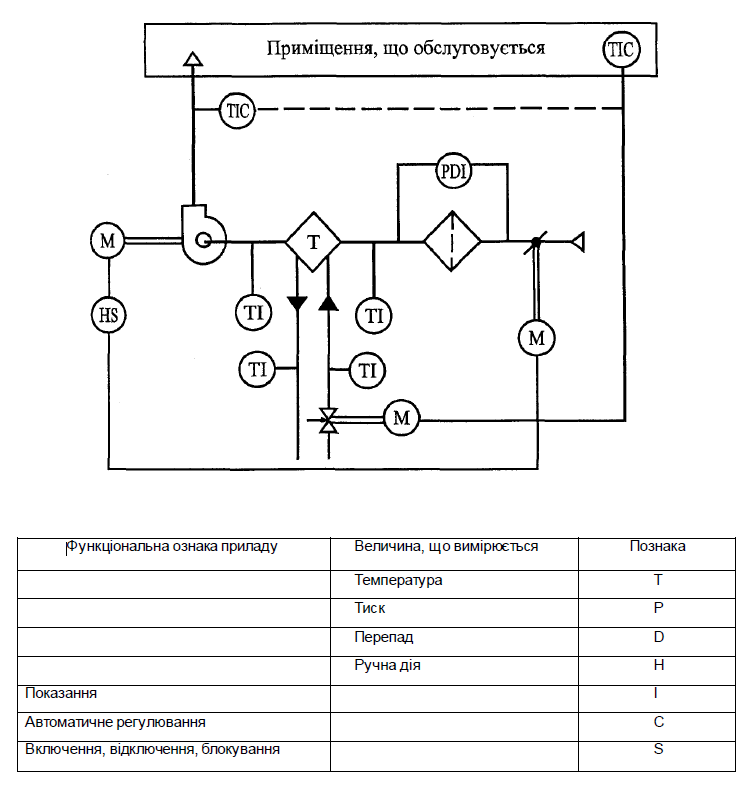 Приміщення, що обслуговується
TIC
TIC
PDI
M
T
HS
TI
TI
M
TI
TI
M
Функціональна ознака приладу
Величина, що вимірюється
Познака
Температура
T
Тиск
P
Перепад
D
Ручна дія
H
Показання
I
Автоматичне регулювання
C
Включення, відключення, блокування
S